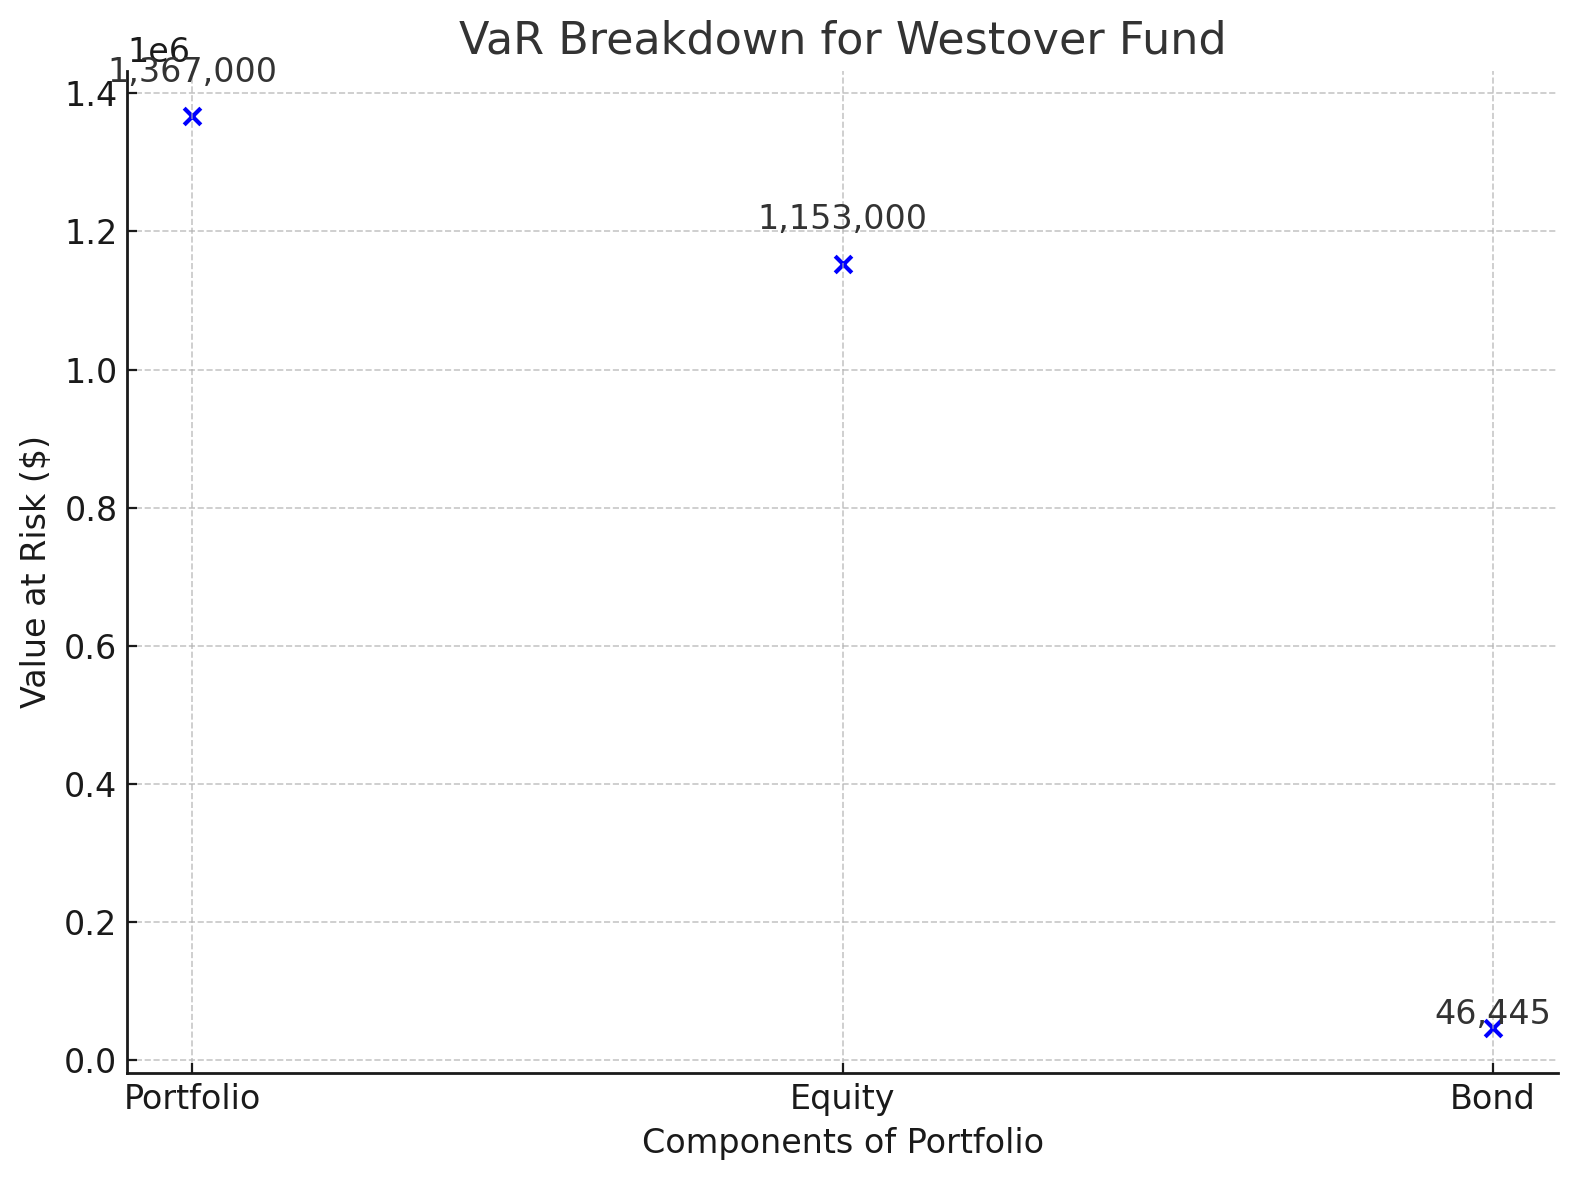 VaR Breakdown for Westover Fund
1e6
1,367,000
1.4
1,153,000
1.2
1.0
0.8
Value at Risk ($)
0.6
0.4
0.2
46,445
0.0
Portfolio Equity Bond
Components of Portfolio